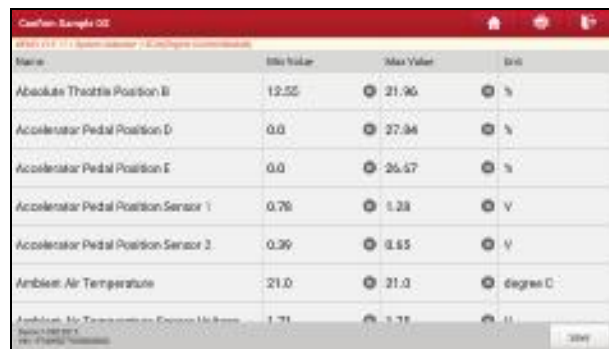 Confirm Sample DS
Name Min Value Max Value Unit
Absolute Throttle Position B 12.55 21.96 %
Accelerator Pedal Position D 0.0 27.84 %
Accelerator Pedal Position E 0.0 26.67 %
Accelerator Pedal Position Sensor 1 0.78 1.28 V
Accelerator Pedal Position Sensor 2 0.39 0.65 V
Ambient Air Temperature 21.0 21.0 degree C
Save